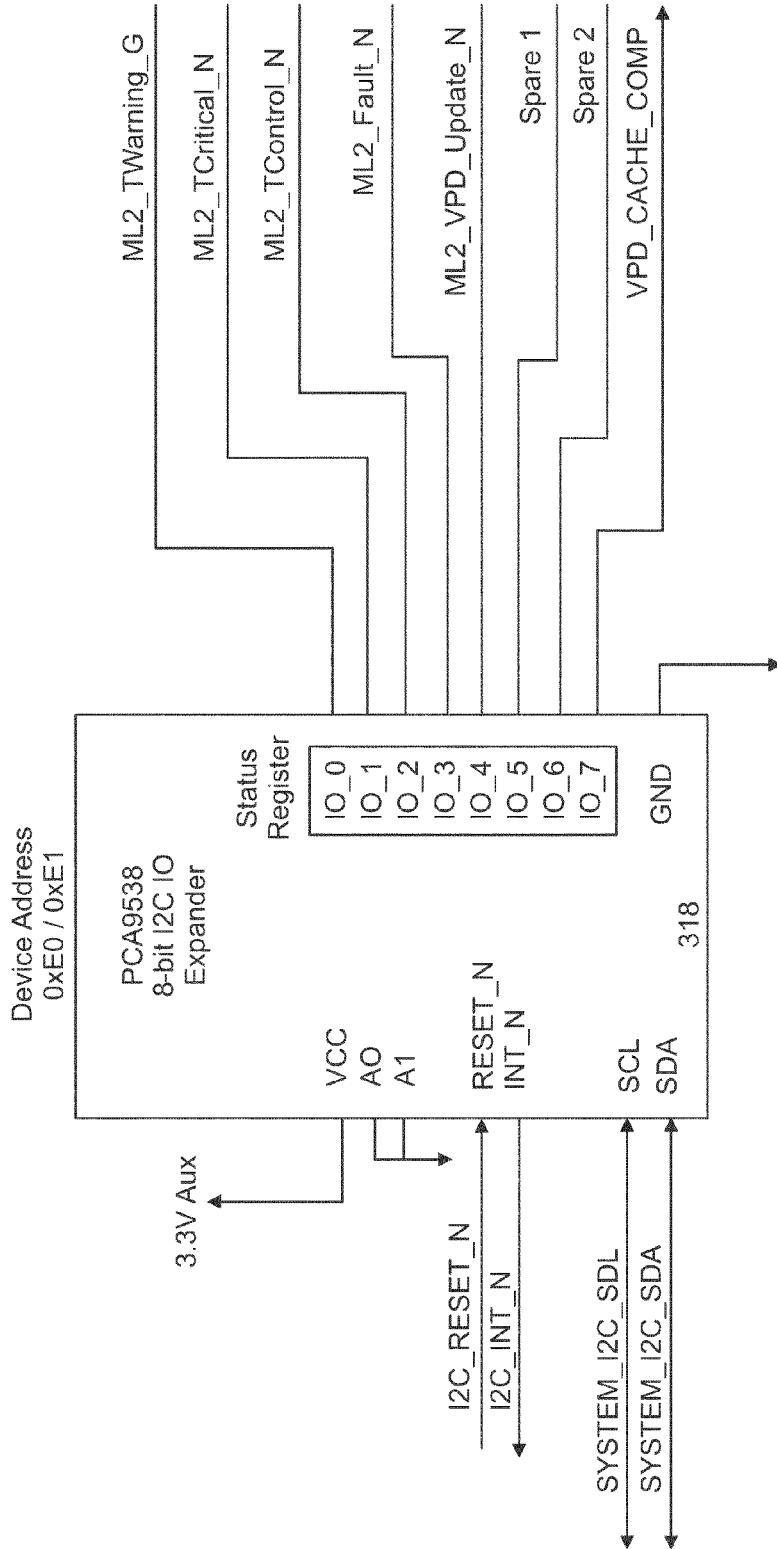 Device Address
0xE0 / 0xE1
PCA9538
8-bit I2C IO
Expander
Status
Register
VCC
AO
A1
RESET_N
INT_N
SCL
SDA
IO_0
IO_1
IO_2
IO_3
IO_4
IO_5
IO_6
IO_7
GND
318
3.3V Aux
I2C_RESET_N
I2C_INT_N
SYSTEM_I2C_SDL
SYSTEM_I2C_SDA
ML2_TWarning_G
ML2_TCritical_N
ML2_TControl_N
ML2_Fault_N
ML2_VPD_Update_N
Spare 1
Spare 2
VPD_CACHE_COMP